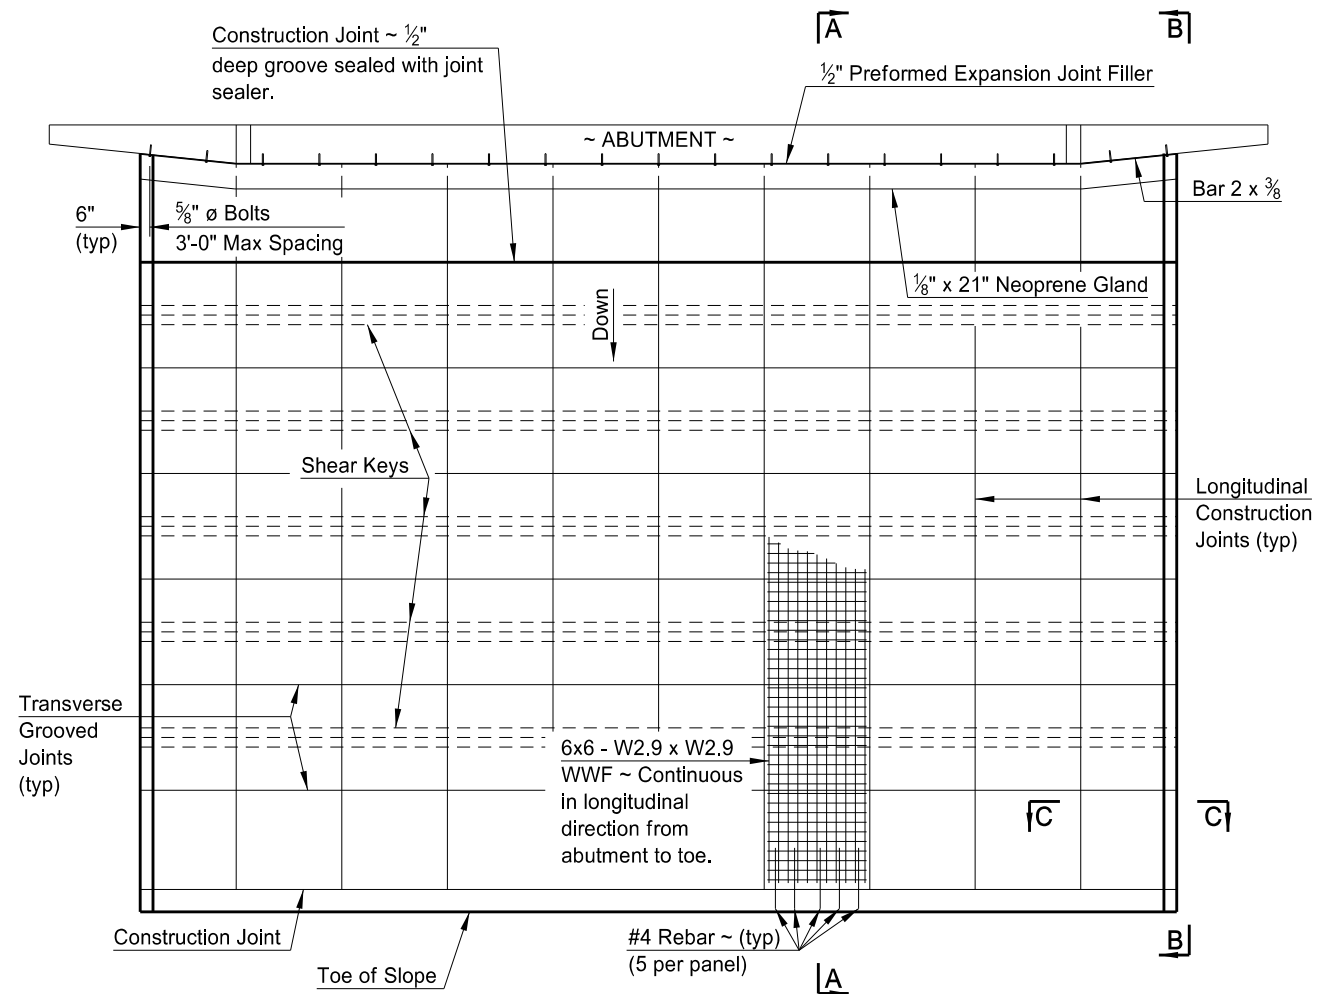 Construction Joint ~ ½"
deep groove sealed with joint
sealer.
A
B
½" Preformed Expansion Joint Filler
~ ABUTMENT ~
Bar 2 x ⅜
6"
(typ)
⅝" ø Bolts
3'-0" Max Spacing
⅛" x 21" Neoprene Gland
Down
Shear Keys
Longitudinal
Construction
Joints (typ)
Transverse
Grooved
Joints
(typ)
6x6 - W2.9 x W2.9
WWF ~ Continuous
in longitudinal
direction from
abutment to toe.
C
C
Construction Joint
Toe of Slope
#4 Rebar ~ (typ)
(5 per panel)
B
A